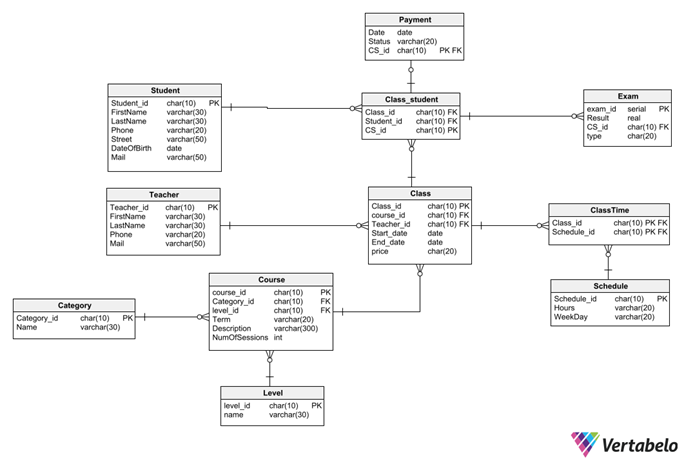 Payment
Date date
Status varchar(20)
CS_id char(10) PK FK
Student
Student_id char(10) PK
FirstName varchar(30)
LastName varchar(30)
Phone varchar(20)
Street varchar(50)
DateOfBirth date
Mail varchar(50)
Class_student
Class_id char(10) FK
Student_id char(10) FK
CS_id char(10) PK
Exam
exam_id serial PK
Result real
CS_id char(10) FK
type char(20)
Teacher
Teacher_id char(10) PK
FirstName varchar(30)
LastName varchar(30)
Phone varchar(20)
Mail varchar(50)
Class
Class_id char(10) PK
course_id char(10) FK
Teacher_id char(10) FK
Start_date date
End_date date
price char(20)
ClassTime
Class_id char(10) PK FK
Schedule_id char(10) PK FK
Course
course_id char(10) PK
Category_id char(10) FK
level_id char(10) FK
Term varchar(20)
Description varchar(300)
NumOfSessions int
Category
Category_id char(10) PK
Name varchar(30)
Schedule
Schedule_id char(10) PK
Hours varchar(20)
WeekDay varchar(20)
Level
level_id char(10) PK
name varchar(30)
Vertabelo